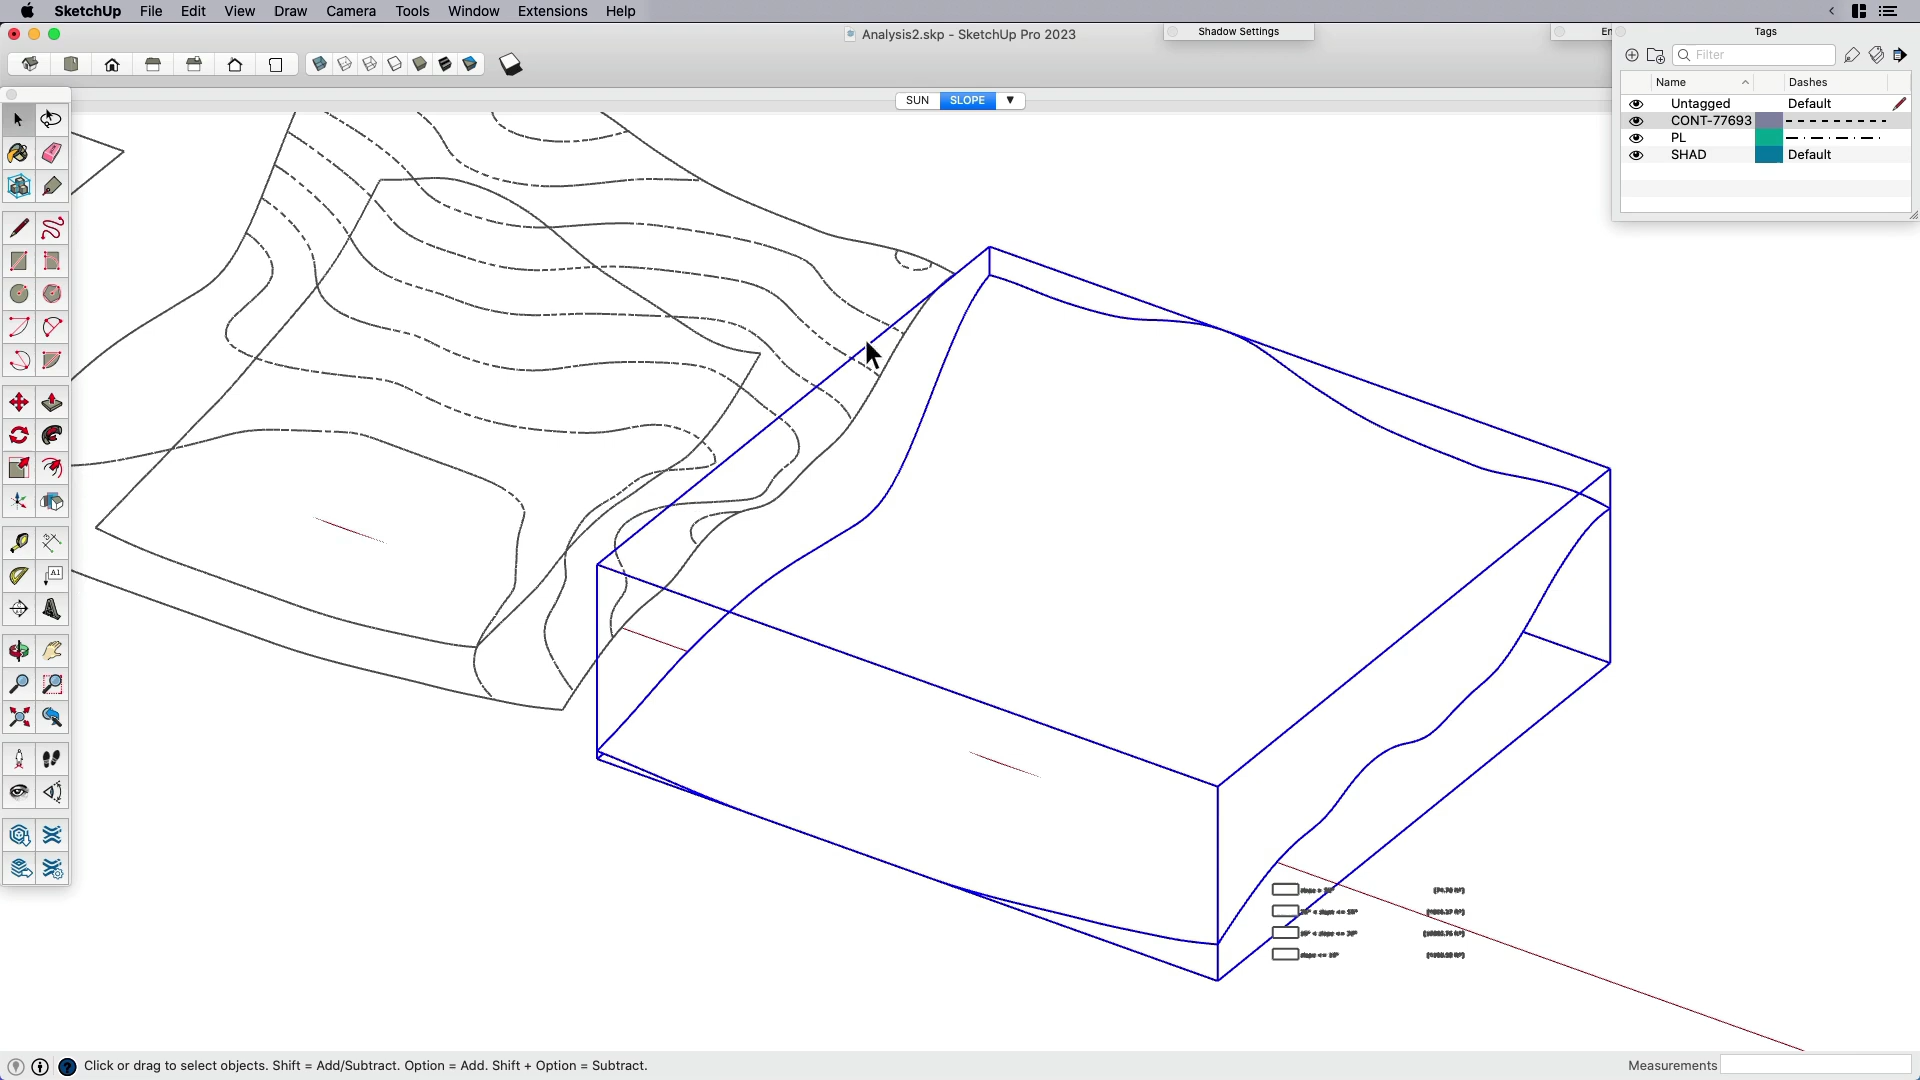 SketchUp File Edit View Draw Camera Tools Window Extensions Help
Analysis2.skp - SketchUp Pro 2023
Shadow Settings
En
Tags
Filter
SUN SLOPE ▼
Name Dashes
Untagged Default
CONT-77693
PL
SHAD Default
A1
Click or drag to select objects. Shift = Add/Subtract. Option = Add. Shift + Option = Subtract.
Measurements